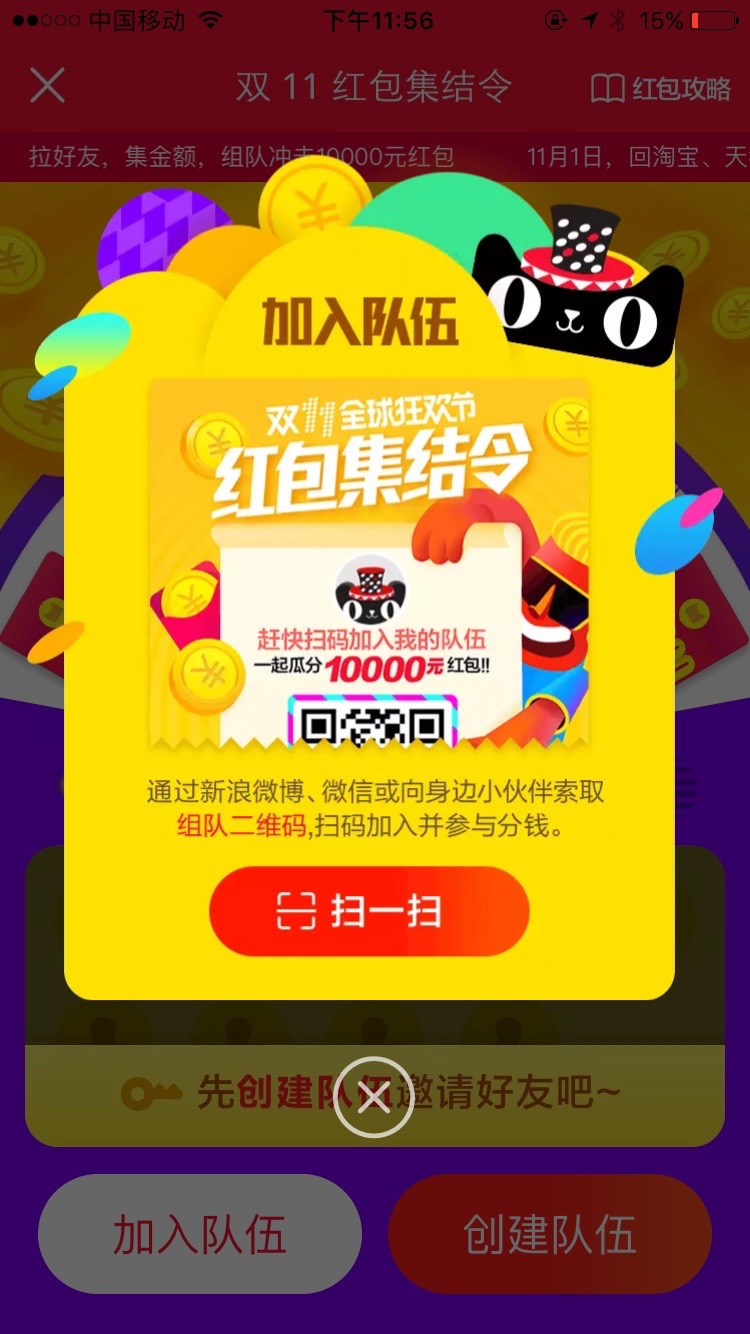 中国移动
下午11:56
15%
双 11 红包集结令
红包攻略
拉好友，集金额，组队冲击10000元红包
11月1日，回淘宝、天
加入队伍
双11全球狂欢节
红包集结令
赶快扫码加入我的队伍
一起瓜分10000元红包!!
通过新浪微博、微信或向身边小伙伴索取
组队二维码,扫码加入并参与分钱。
扫一扫
先创建队伍邀请好友吧~
加入队伍
创建队伍